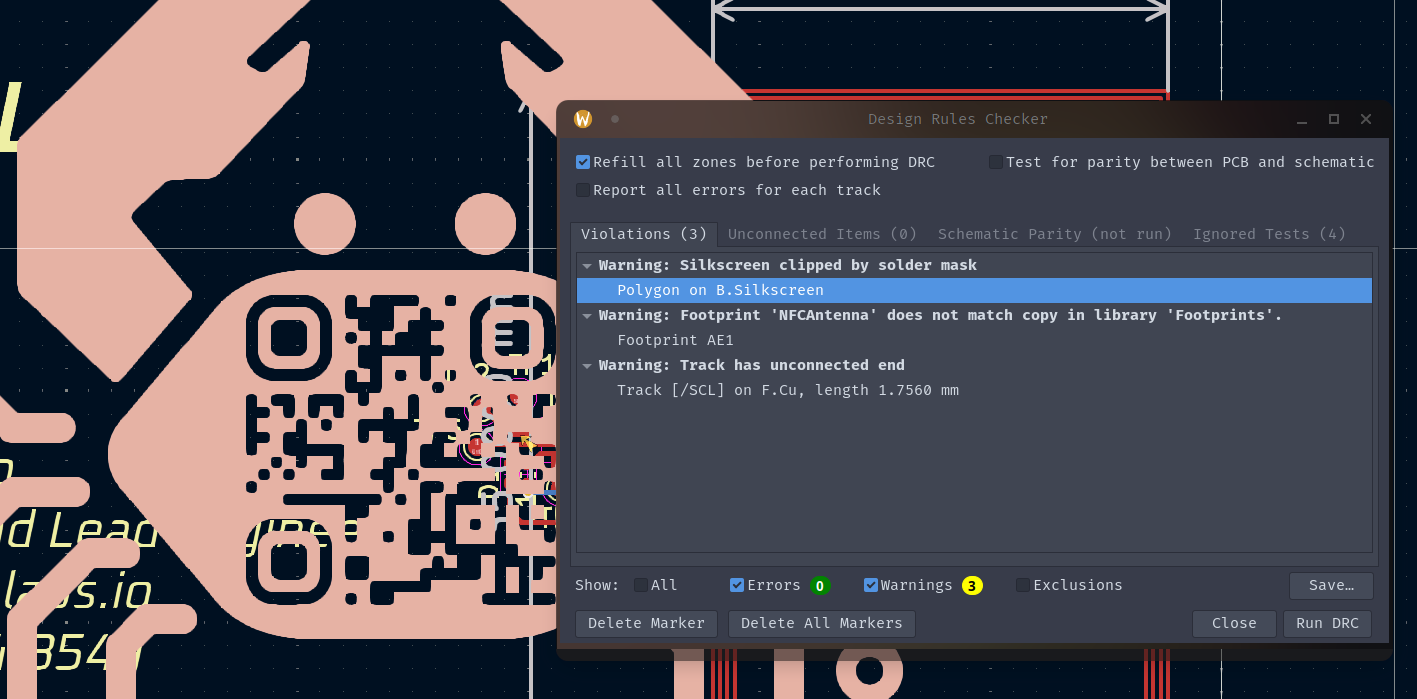 L
Design Rules Checker
Refill all zones before performing DRC
Test for parity between PCB and schematic
Report all errors for each track
Violations (3)
Unconnected Items (0)
Schematic Parity (not run)
Ignored Tests (4)
Warning: Silkscreen clipped by solder mask
Polygon on B.Silkscreen
Warning: Footprint 'NFCAntenna' does not match copy in library 'Footprints'.
Footprint AE1
Warning: Track has unconnected end
Track [/SCL] on F.Cu, length 1.7560 mm
d Lead
Show:
All
Errors
0
Warnings
3
Exclusions
Save…
Delete Marker
Delete All Markers
Close
Run DRC